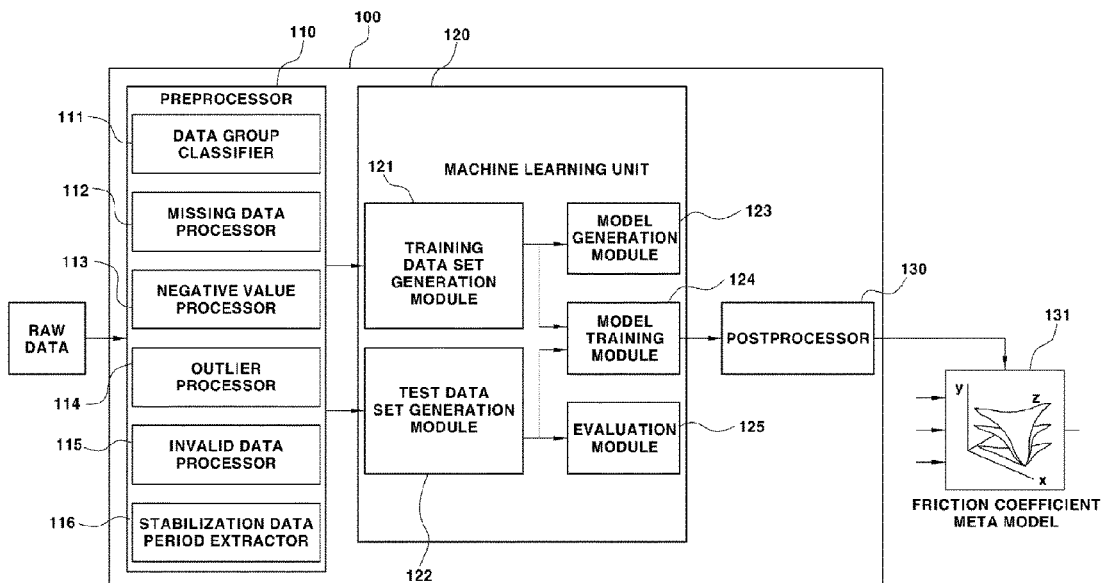 100
110
120
PREPROCESSOR
111
DATA GROUP
CLASSIFIER
112
MISSING DATA
PROCESSOR
113
NEGATIVE VALUE
PROCESSOR
RAW
DATA
OUTLIER
PROCESSOR
114
115
INVALID DATA
PROCESSOR
116
STABILIZATION DATA
PERIOD EXTRACTOR
MACHINE LEARNING UNIT
121
TRAINING
DATA SET
GENERATION
MODULE
TEST DATA
SET GENERATION
MODULE
122
MODEL
GENERATION
MODULE
123
124
MODEL
TRAINING
MODULE
EVALUATION
MODULE
125
130
POSTPROCESSOR
131
y
z
x
FRICTION COEFFICIENT
META MODEL